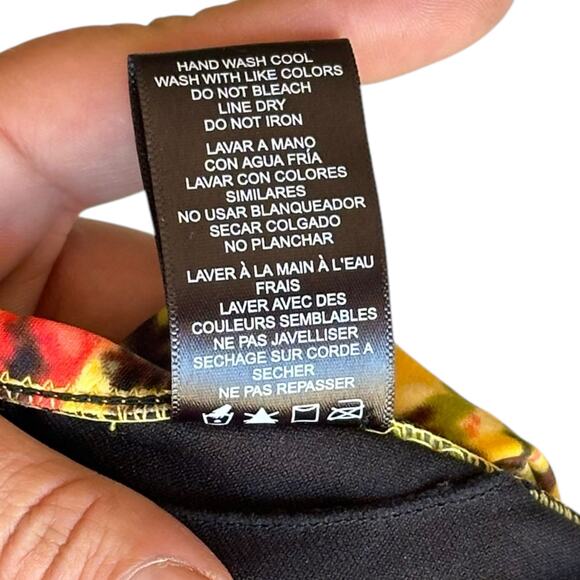 HAND WASH COOL
WASH WITH LIKE COLORS
DO NOT BLEACH
LINE DRY
DO NOT IRON
LAVAR A MANO
CON AGUA FRÍA
LAVAR CON COLORES
SIMILARES
NO USAR BLANQUEADOR
SECAR COLGADO
NO PLANCHAR
LAVER À LA MAIN À L'EAU
FRAIS
LAVER AVEC DES
COULEURS SEMBLABLES
NE PAS JAVELLISER
SECHAGE SUR CORDE A
SECHER
NE PAS REPASSER